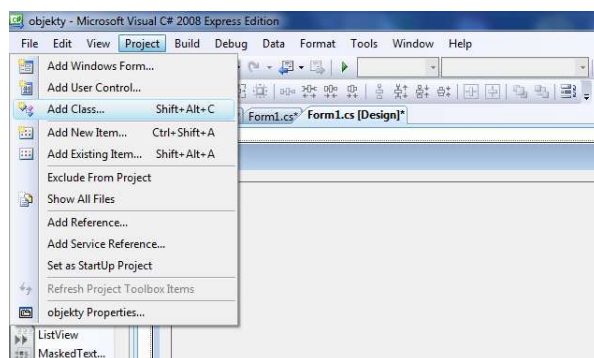 objekty - Microsoft Visual C# 2008 Express Edition
File Edit View Project Build Debug Data Format Tools Window Help
Add Windows Form...
Add User Control...
Add Class... Shift+Alt+C
Form1.cs* Form1.cs [Design]*
Add New Item... Ctrl+Shift+A
Add Existing Item... Shift+Alt+A
Exclude From Project
Show All Files
Add Reference...
Add Service Reference...
Set as StartUp Project
Refresh Project Toolbox Items
objekty Properties...
ListView
MaskedText...